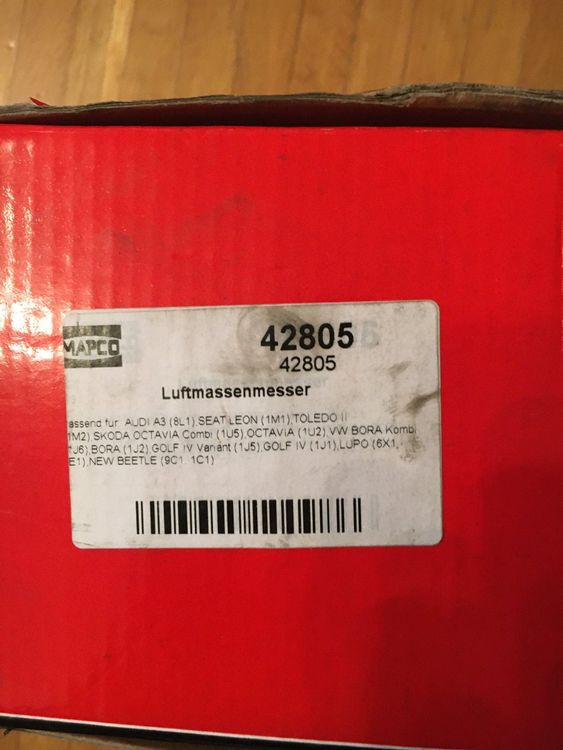 MAPCO
42805
42805
Luftmassenmesser
assend für: AUDI A3 (8L1),SEAT LEON (1M1),TOLEDO II
1M2),SKODA OCTAVIA Combi (1U5),OCTAVIA (1U2),VW BORA Kombi
1J6),BORA (1J2),GOLF IV Variant (1J5),GOLF IV (1J1),LUPO (6X1,
E1),NEW BEETLE (9C1, 1C1)